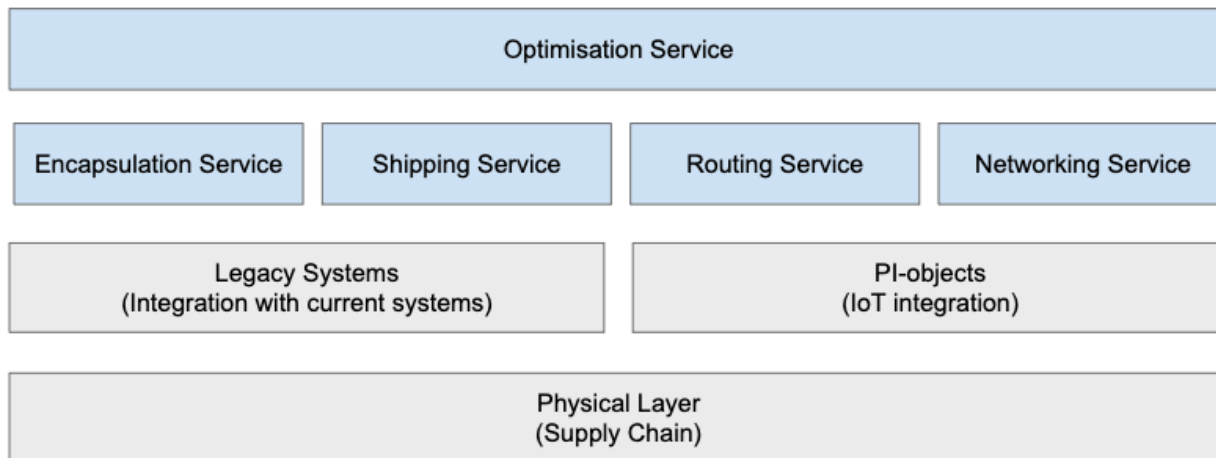 Optimisation Service
Encapsulation Service
Shipping Service
Routing Service
Networking Service
Legacy Systems
(Integration with current systems)
PI-objects
(IoT integration)
Physical Layer
(Supply Chain)